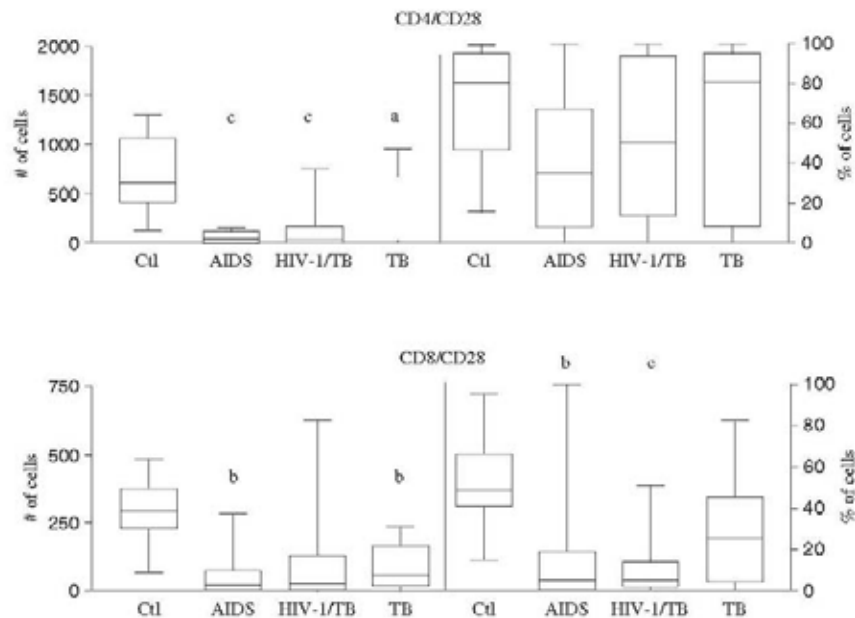 CD4/CD28
2000
1500
1000
500
0
# of cells
c
c
a
100
80
60
40
20
0
% of cells
Ctl
AIDS
HIV-1/TB
TB
Ctl
AIDS
HIV-1/TB
TB
CD8/CD28
750
500
250
0
# of cells
b
b
b
c
100
80
60
40
20
0
% of cells
Ctl
AIDS
HIV-1/TB
TB
Ctl
AIDS
HIV-1/TB
TB